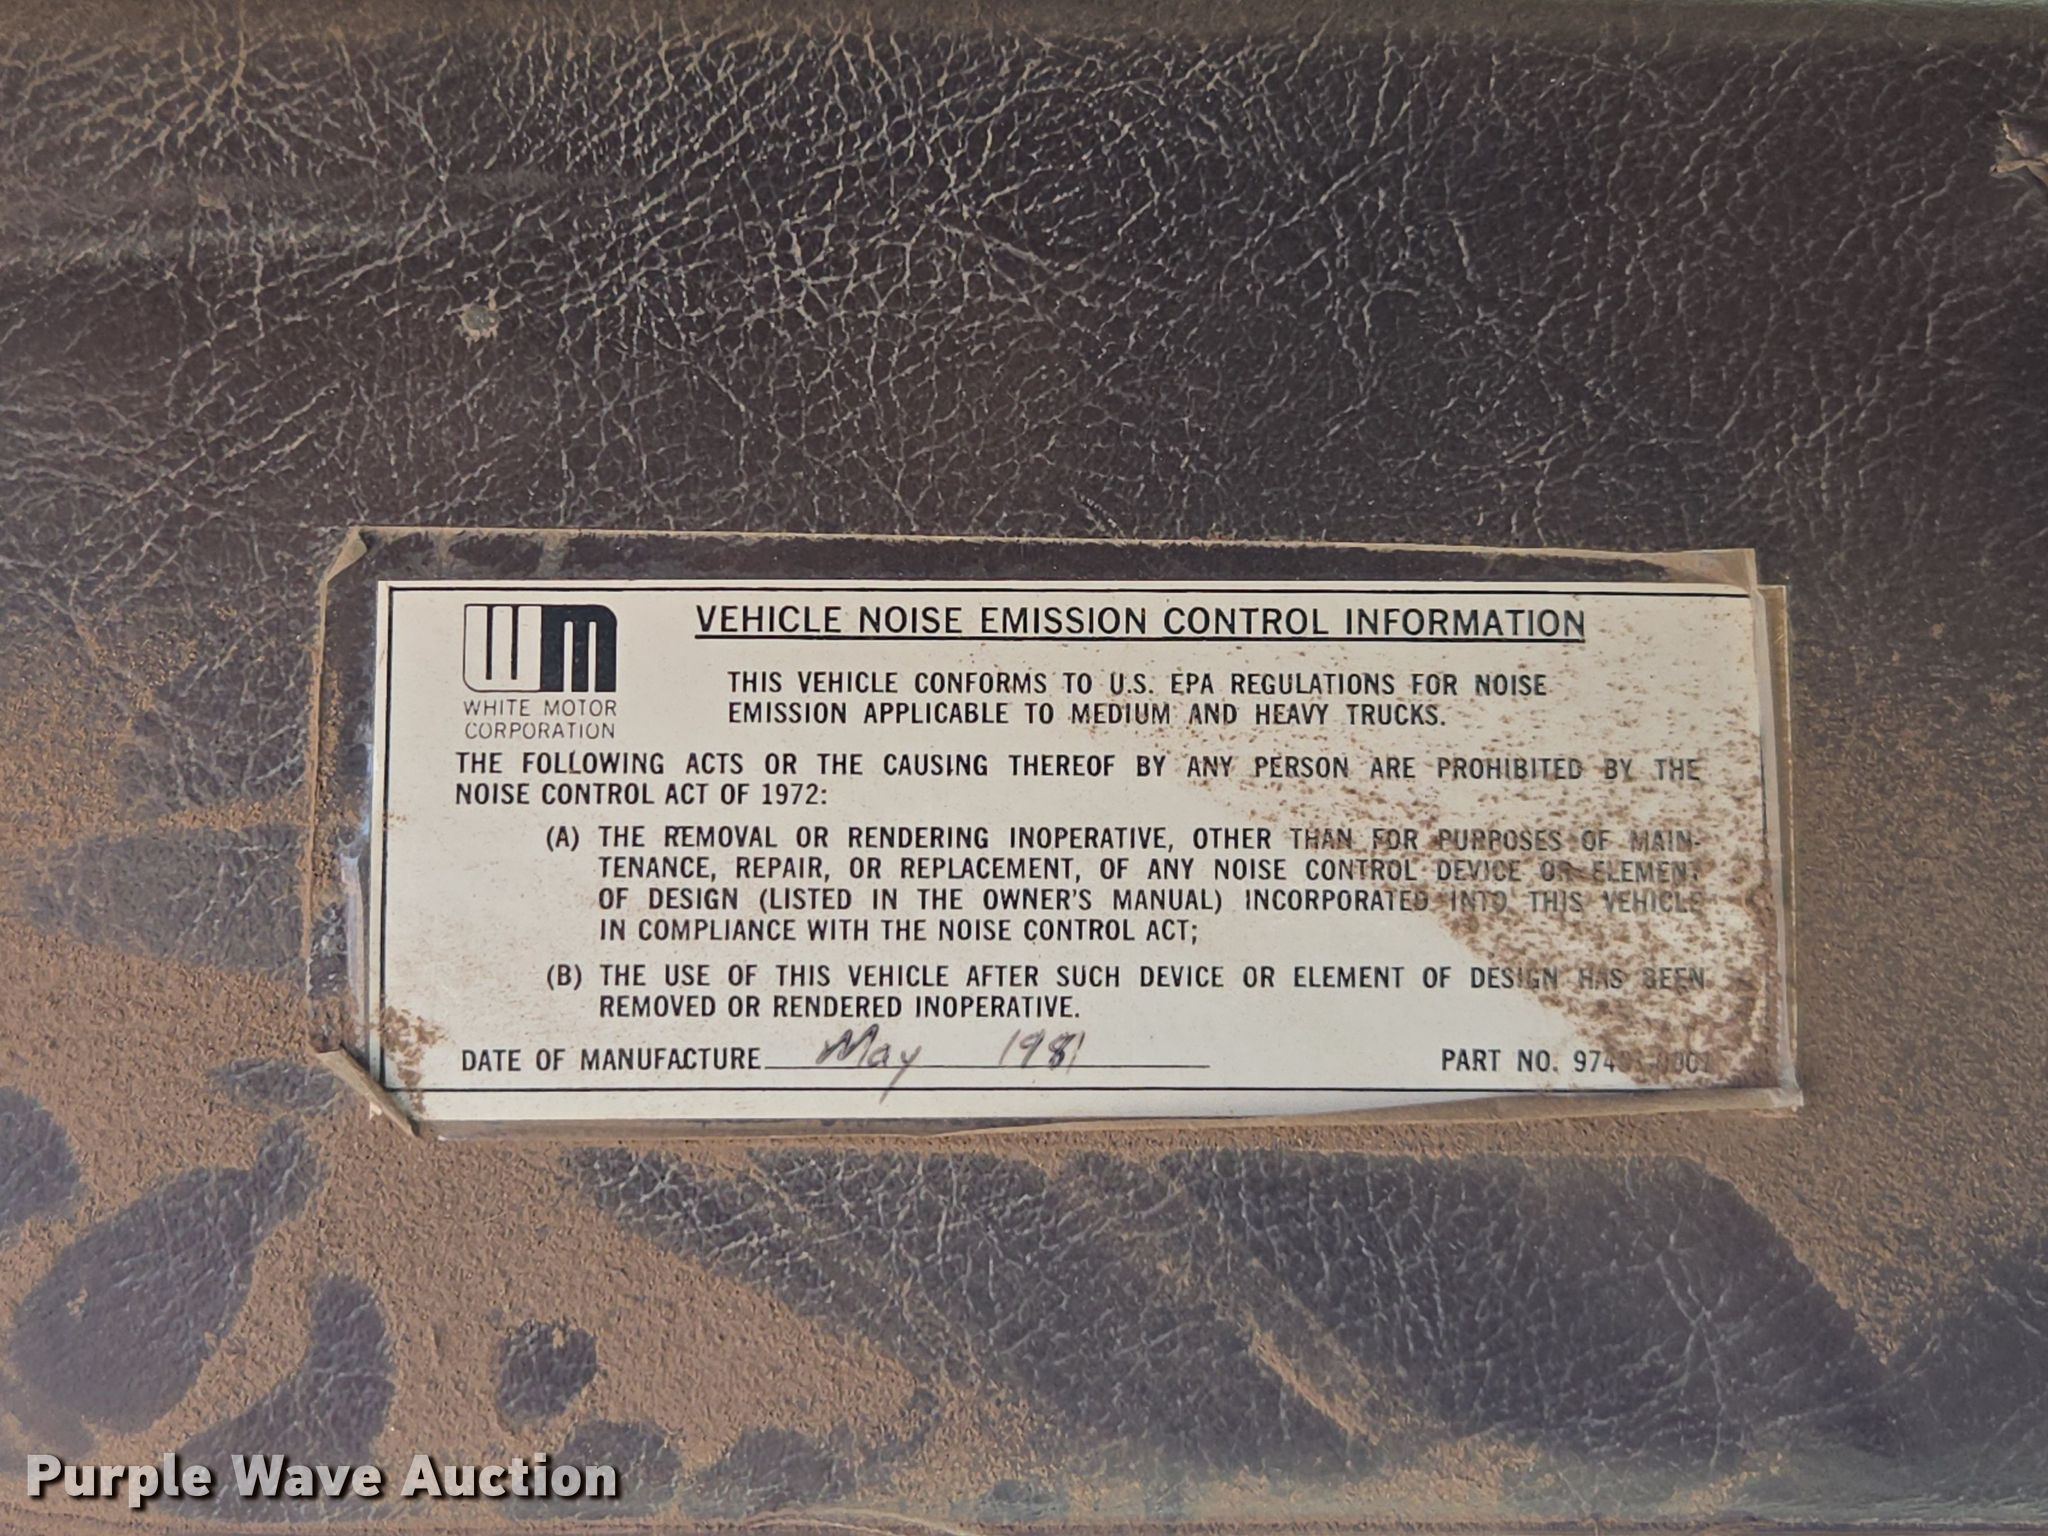 WM
VEHICLE NOISE EMISSION CONTROL INFORMATION
WHITE MOTOR
CORPORATION
THIS VEHICLE CONFORMS TO U.S. EPA REGULATIONS FOR NOISE
EMISSION APPLICABLE TO MEDIUM AND HEAVY TRUCKS.
THE FOLLOWING ACTS OR THE CAUSING THEREOF BY ANY PERSON ARE PROHIBITED BY THE
NOISE CONTROL ACT OF 1972:
(A) THE REMOVAL OR RENDERING INOPERATIVE, OTHER THAN FOR PURPOSES OF MAIN-
TENANCE, REPAIR, OR REPLACEMENT, OF ANY NOISE CONTROL DEVICE OR ELEMENT
OF DESIGN (LISTED IN THE OWNER'S MANUAL) INCORPORATED INTO THIS VEHICLE
IN COMPLIANCE WITH THE NOISE CONTROL ACT;
(B) THE USE OF THIS VEHICLE AFTER SUCH DEVICE OR ELEMENT OF DESIGN HAS BEEN
REMOVED OR RENDERED INOPERATIVE.
DATE OF MANUFACTURE May 1981
PART NO.
Purple Wave Auction